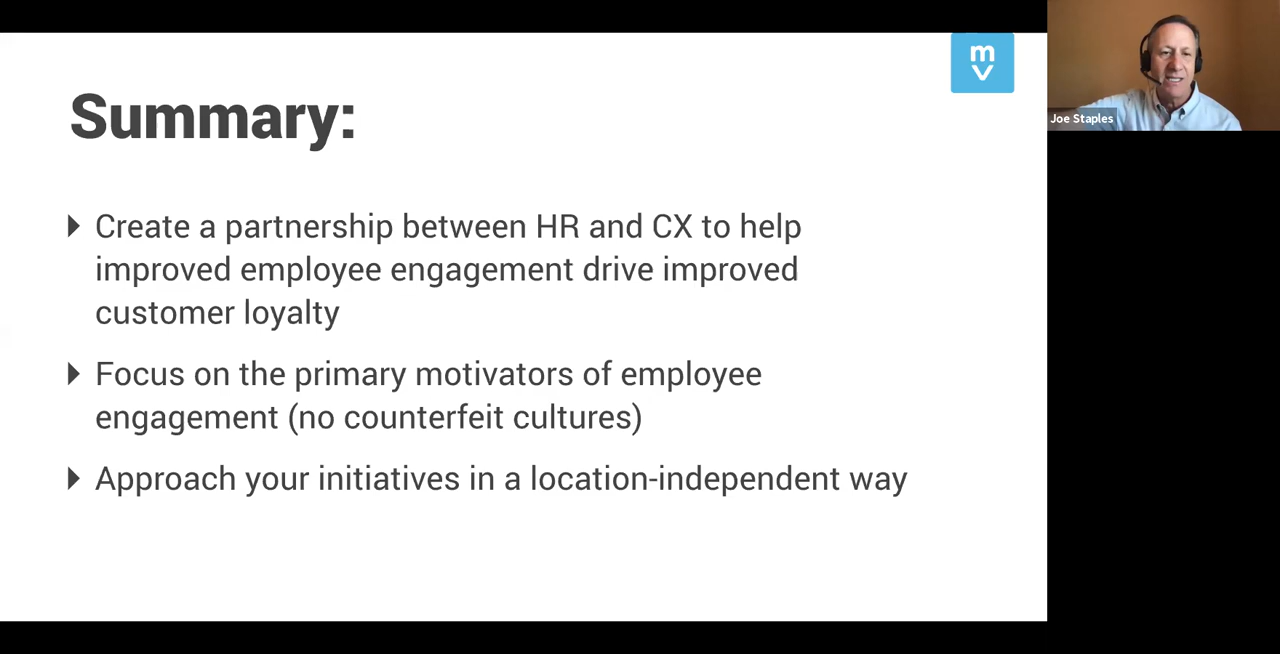 m
v
Summary:
Create a partnership between HR and CX to help
improved employee engagement drive improved
customer loyalty
Focus on the primary motivators of employee
engagement (no counterfeit cultures)
Approach your initiatives in a location-independent way
Joe Staples